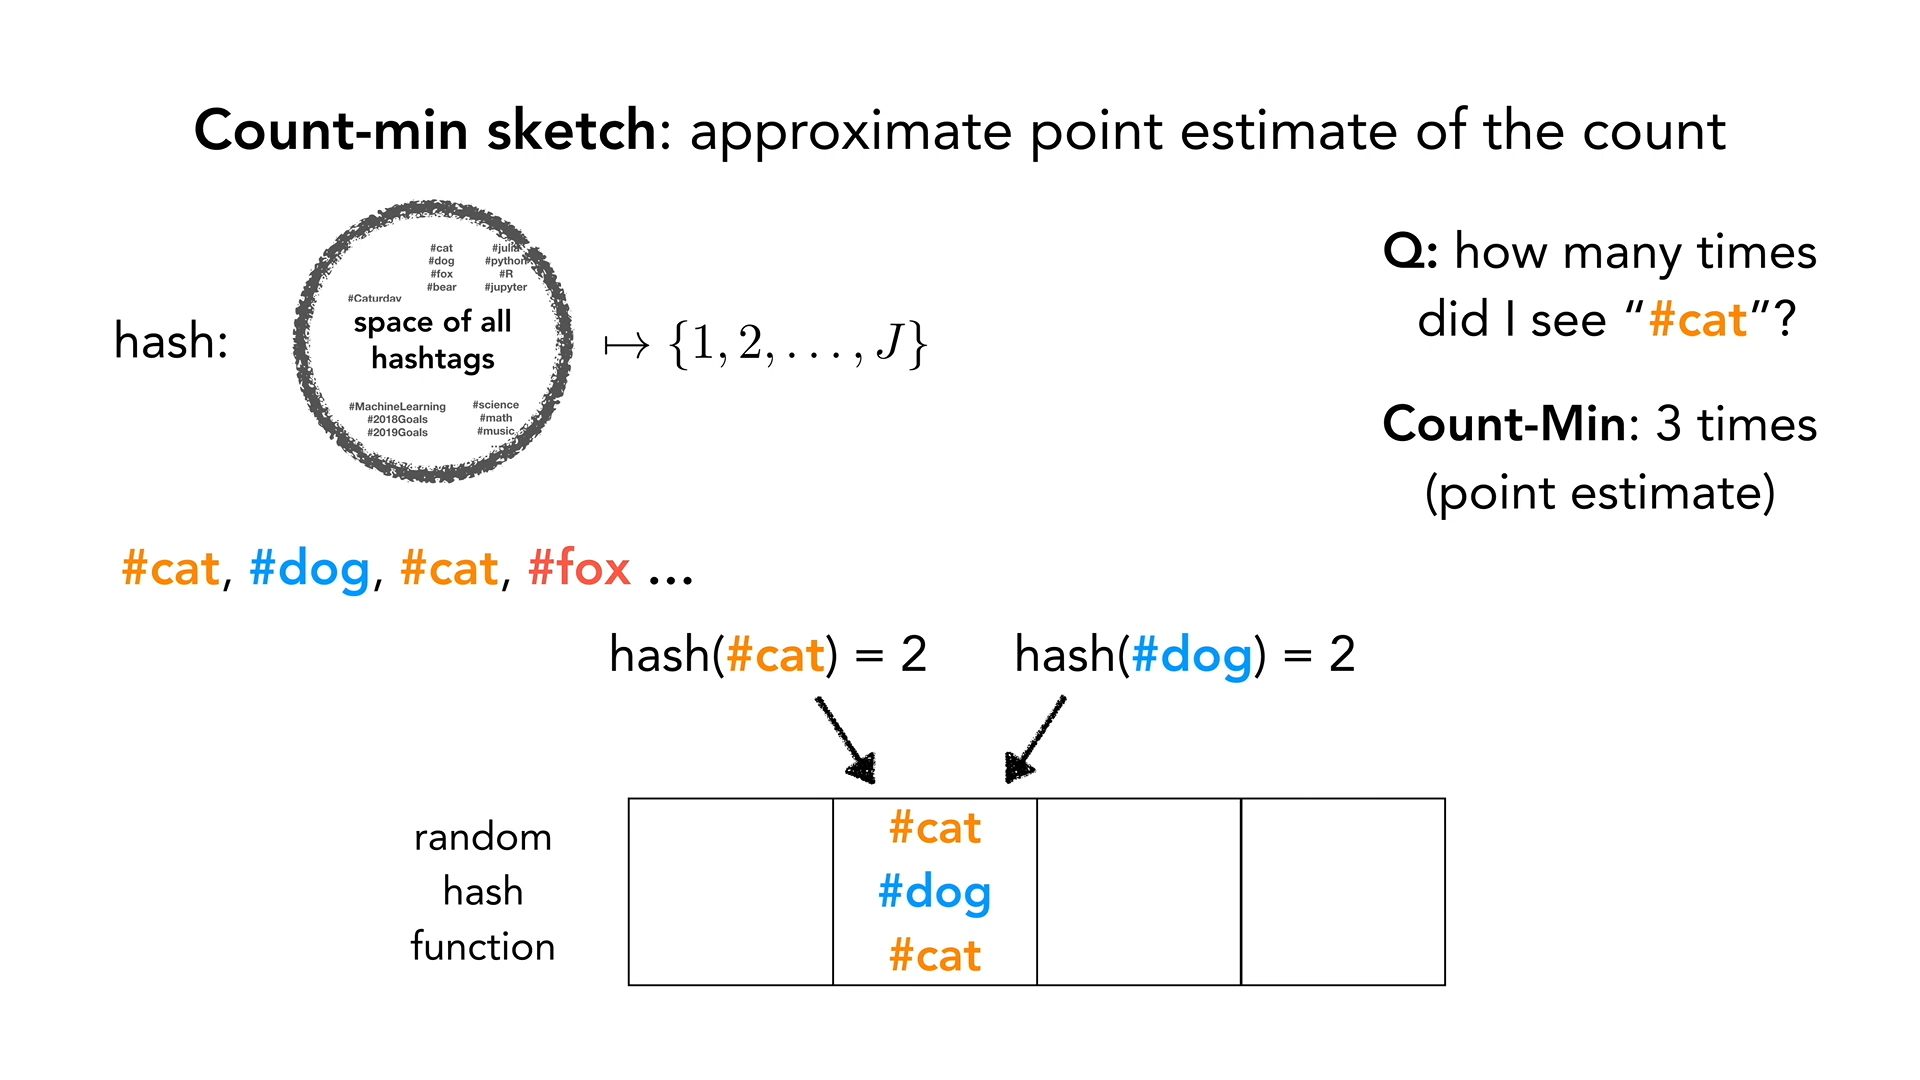 Count-min sketch: approximate point estimate of the count
hash:
#cat
#dog
#fox
#bear
#julia
#python
#R
#jupyter
#Caturday
space of all
hashtags
#MachineLearning
#2018Goals
#2019Goals
#science
#math
#music
...
↦ {1, 2, . . . , J}
Q: how many times
did I see “#cat”?
Count-Min: 3 times
(point estimate)
#cat, #dog, #cat, #fox ...
hash(#cat) = 2
hash(#dog) = 2
random
hash
function
#cat
#dog
#cat